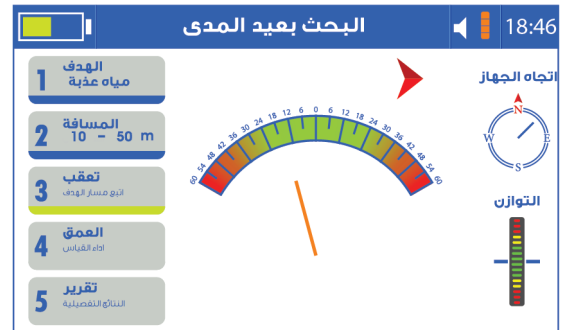 البحث بعيد المدى
18:46
1
الهدف
مياه عذبة
2
المسافة
10 - 50 m
3
تعقب
اتبع مسار الهدف
4
العمق
اداء القياس
5
تقرير
النتائج التفصيلية
60 54 48 42 36 30 24 18 12 6 0 6 12 18 24 30 36 42 48 54 60
اتجاه الجهاز
N
W E
S
التوازن